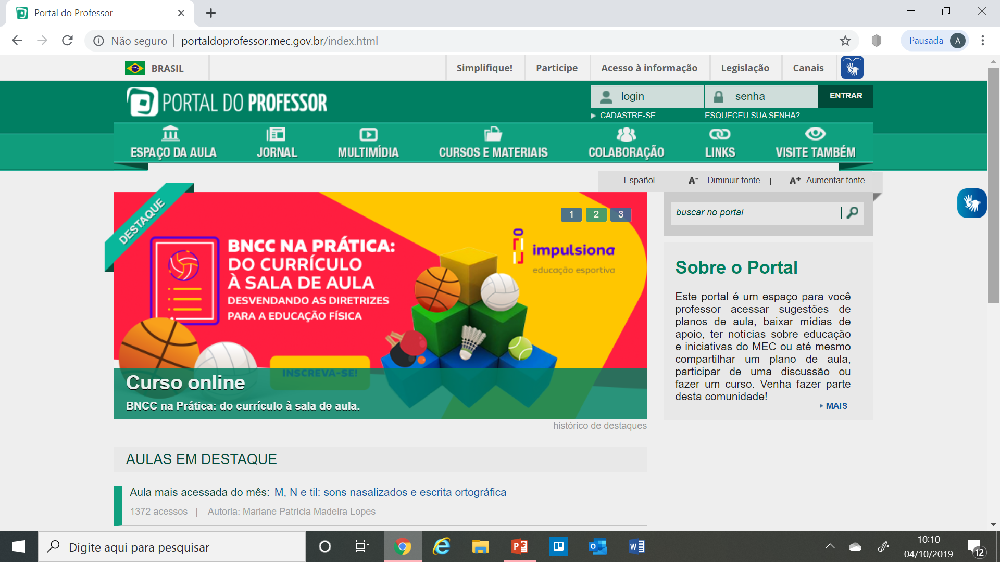 Portal do Professor
Não seguro | portaldoprofessor.mec.gov.br/index.html
Pausada A
BRASIL
Simplifique! Participe Acesso à informação Legislação Canais
PORTAL DO PROFESSOR
login senha ENTRAR
CADASTRE-SE ESQUECEU SUA SENHA?
ESPAÇO DA AULA JORNAL MULTIMÍDIA CURSOS E MATERIAIS COLABORAÇÃO LINKS VISITE TAMBÉM
Español | A- Diminuir fonte | A+ Aumentar fonte
DESTAQUE
1 2 3
buscar no portal
BNCC NA PRÁTICA:
DO CURRÍCULO
À SALA DE AULA
DESVENDANDO AS DIRETRIZES
PARA A EDUCAÇÃO FÍSICA
impulsiona
educação esportiva
INSCREVA-SE!
Curso online
BNCC na Prática: do currículo à sala de aula.
histórico de destaques
Sobre o Portal
Este portal é um espaço para você
professor acessar sugestões de
planos de aula, baixar mídias de
apoio, ter notícias sobre educação
e iniciativas do MEC ou até mesmo
compartilhar um plano de aula,
participar de uma discussão ou
fazer um curso. Venha fazer parte
desta comunidade!
MAIS
AULAS EM DESTAQUE
Aula mais acessada do mês: M, N e til: sons nasalizados e escrita ortográfica
1372 acessos | Autoria: Mariane Patrícia Madeira Lopes
Digite aqui para pesquisar
10:10
04/10/2019
12